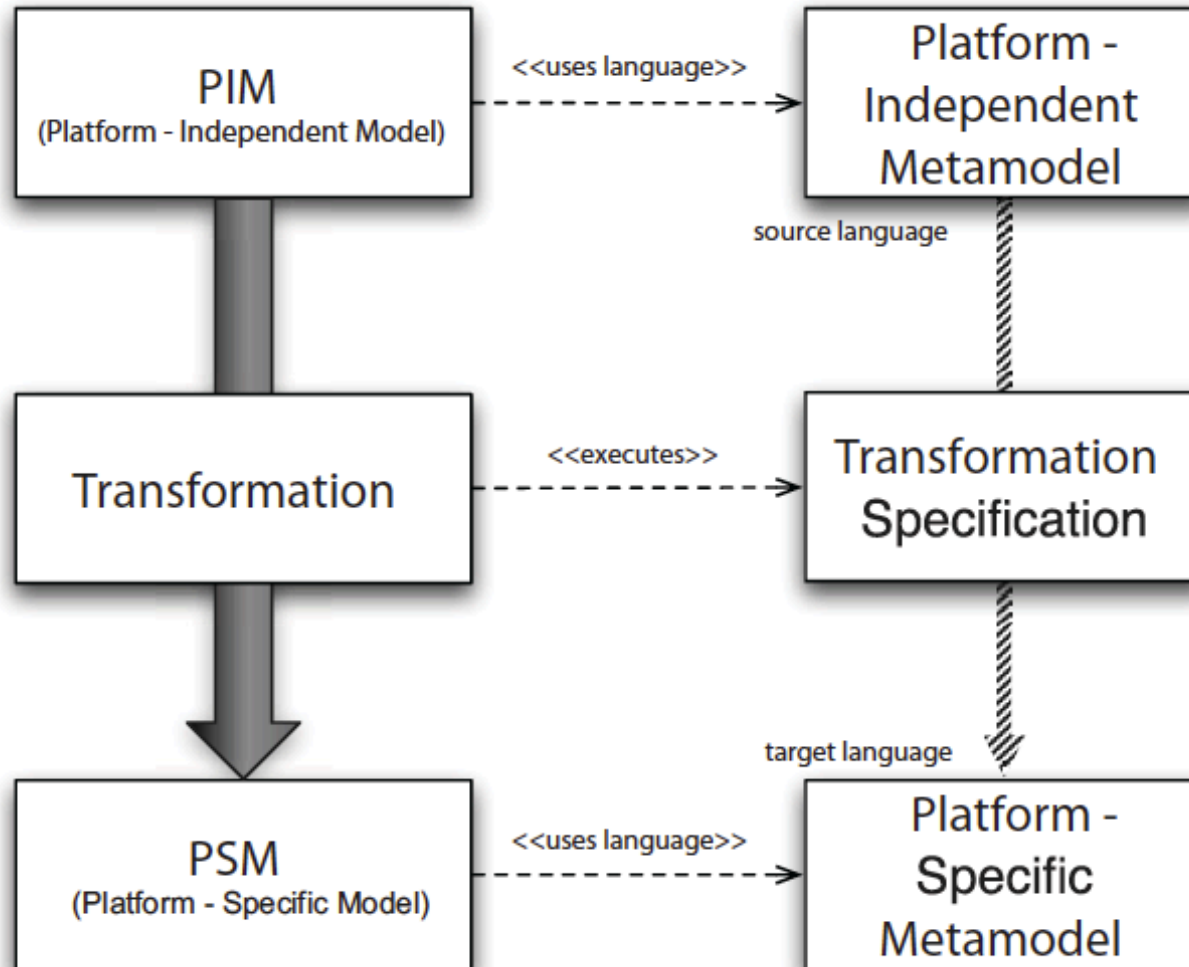 PIM
(Platform - Independent Model)
<<uses language>>
Platform -
Independent
Metamodel
source language
Transformation
<<executes>>
Transformation
Specification
target language
PSM
(Platform - Specific Model)
<<uses language>>
Platform -
Specific
Metamodel